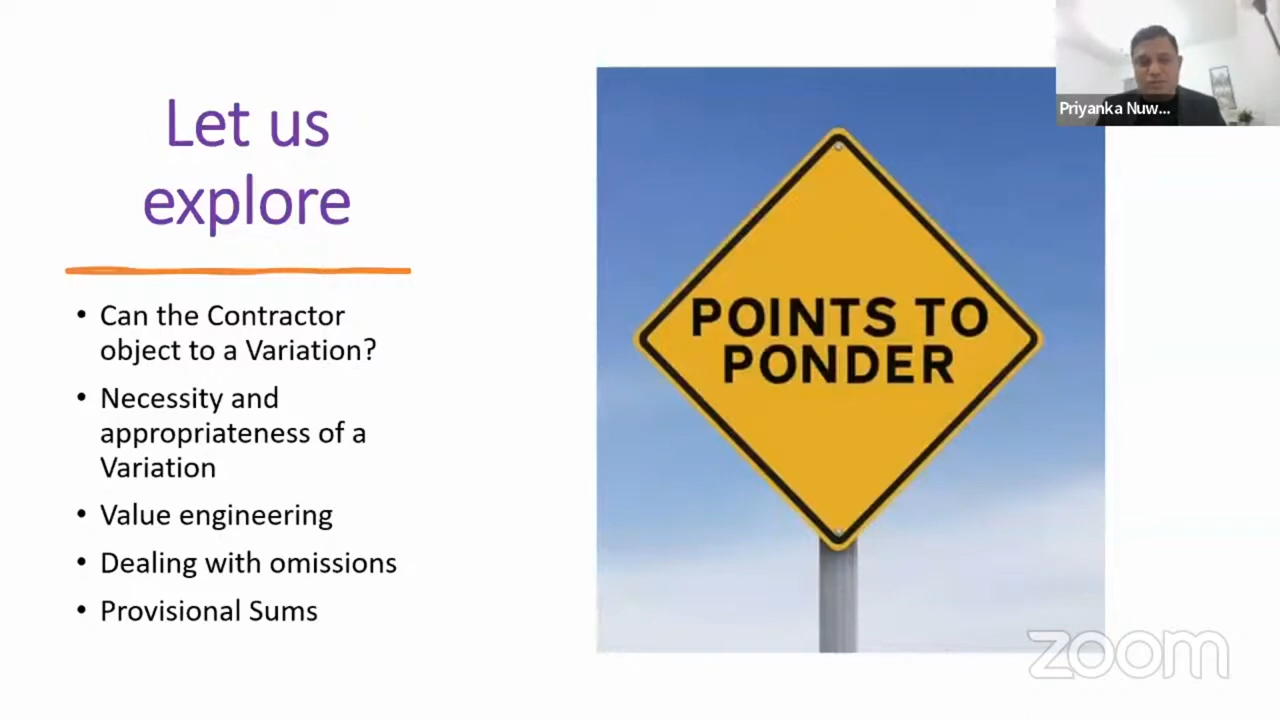 Let us
explore
• Can the Contractor
object to a Variation?
• Necessity and
appropriateness of a
Variation
• Value engineering
• Dealing with omissions
• Provisional Sums
POINTS TO
PONDER
Priyanka Nuw...
zoom